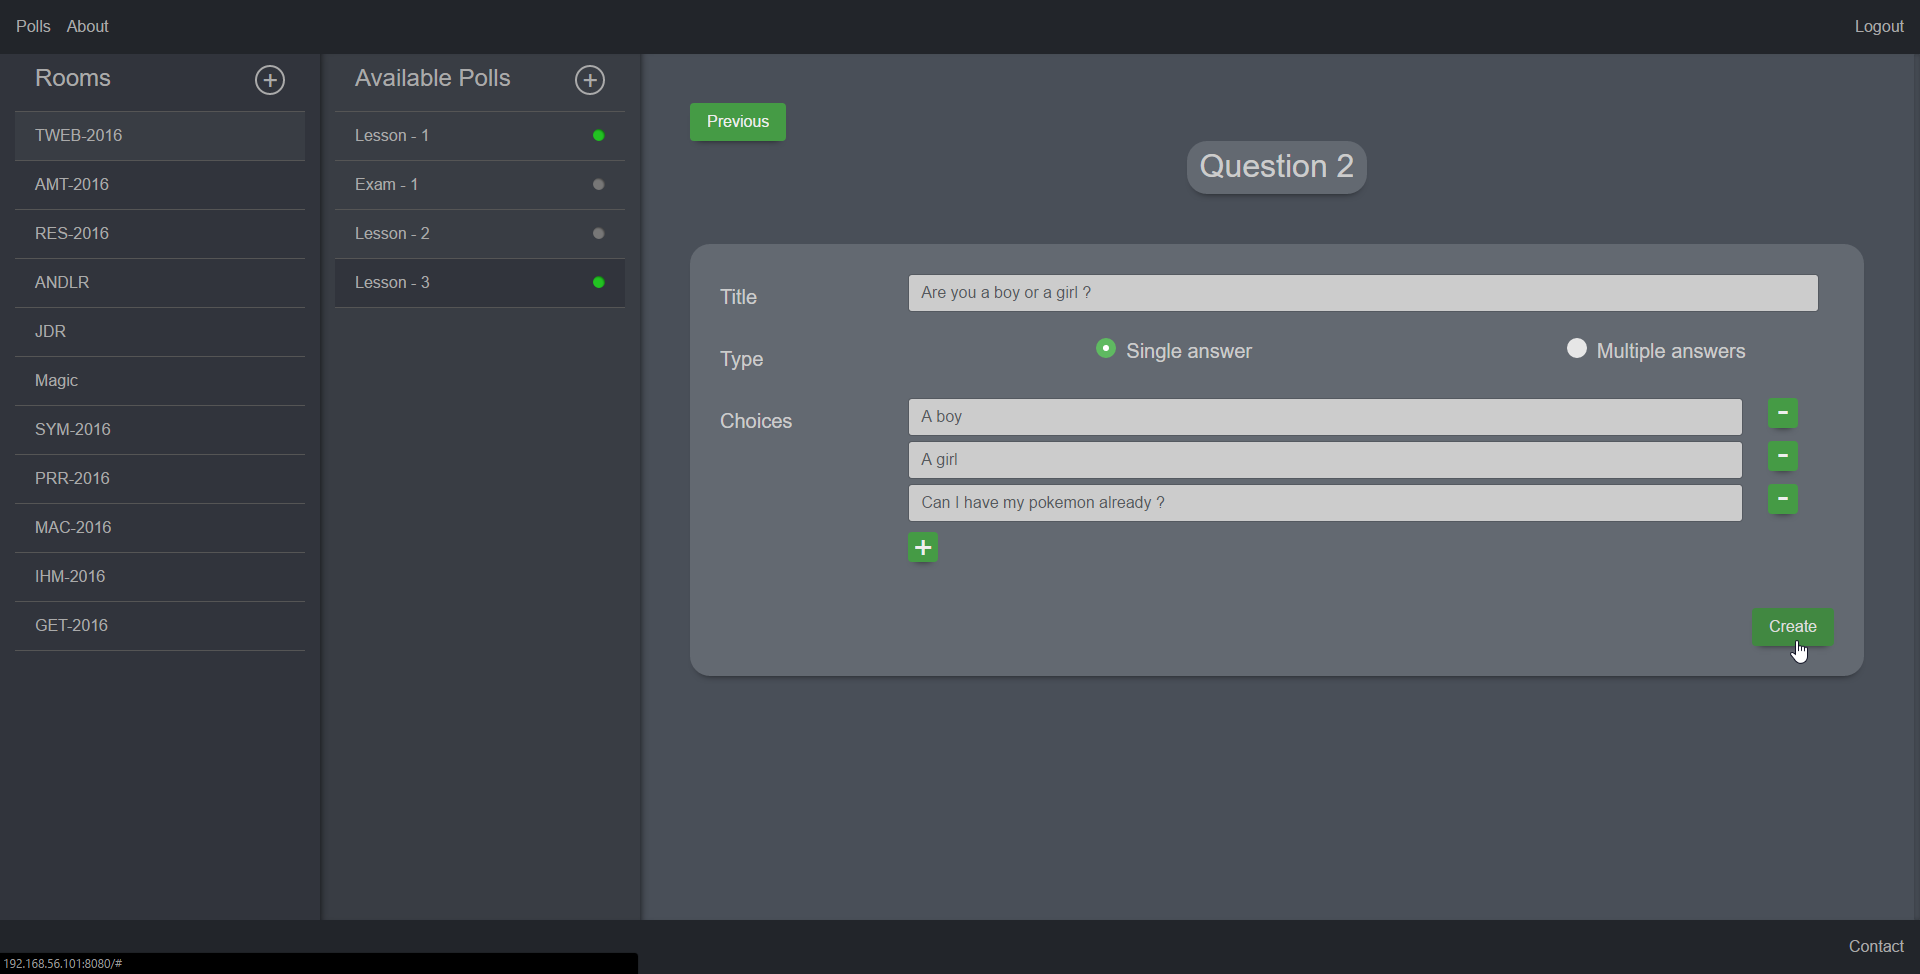 Polls About Logout
Rooms
TWEB-2016
AMT-2016
RES-2016
ANDLR
JDR
Magic
SYM-2016
PRR-2016
MAC-2016
IHM-2016
GET-2016
Available Polls
Lesson - 1
Exam - 1
Lesson - 2
Lesson - 3
Previous
Question 2
Title Are you a boy or a girl ?
Type Single answer Multiple answers
Choices A boy
A girl
Can I have my pokemon already ?
Create
Contact
192.168.56.101:8080/#